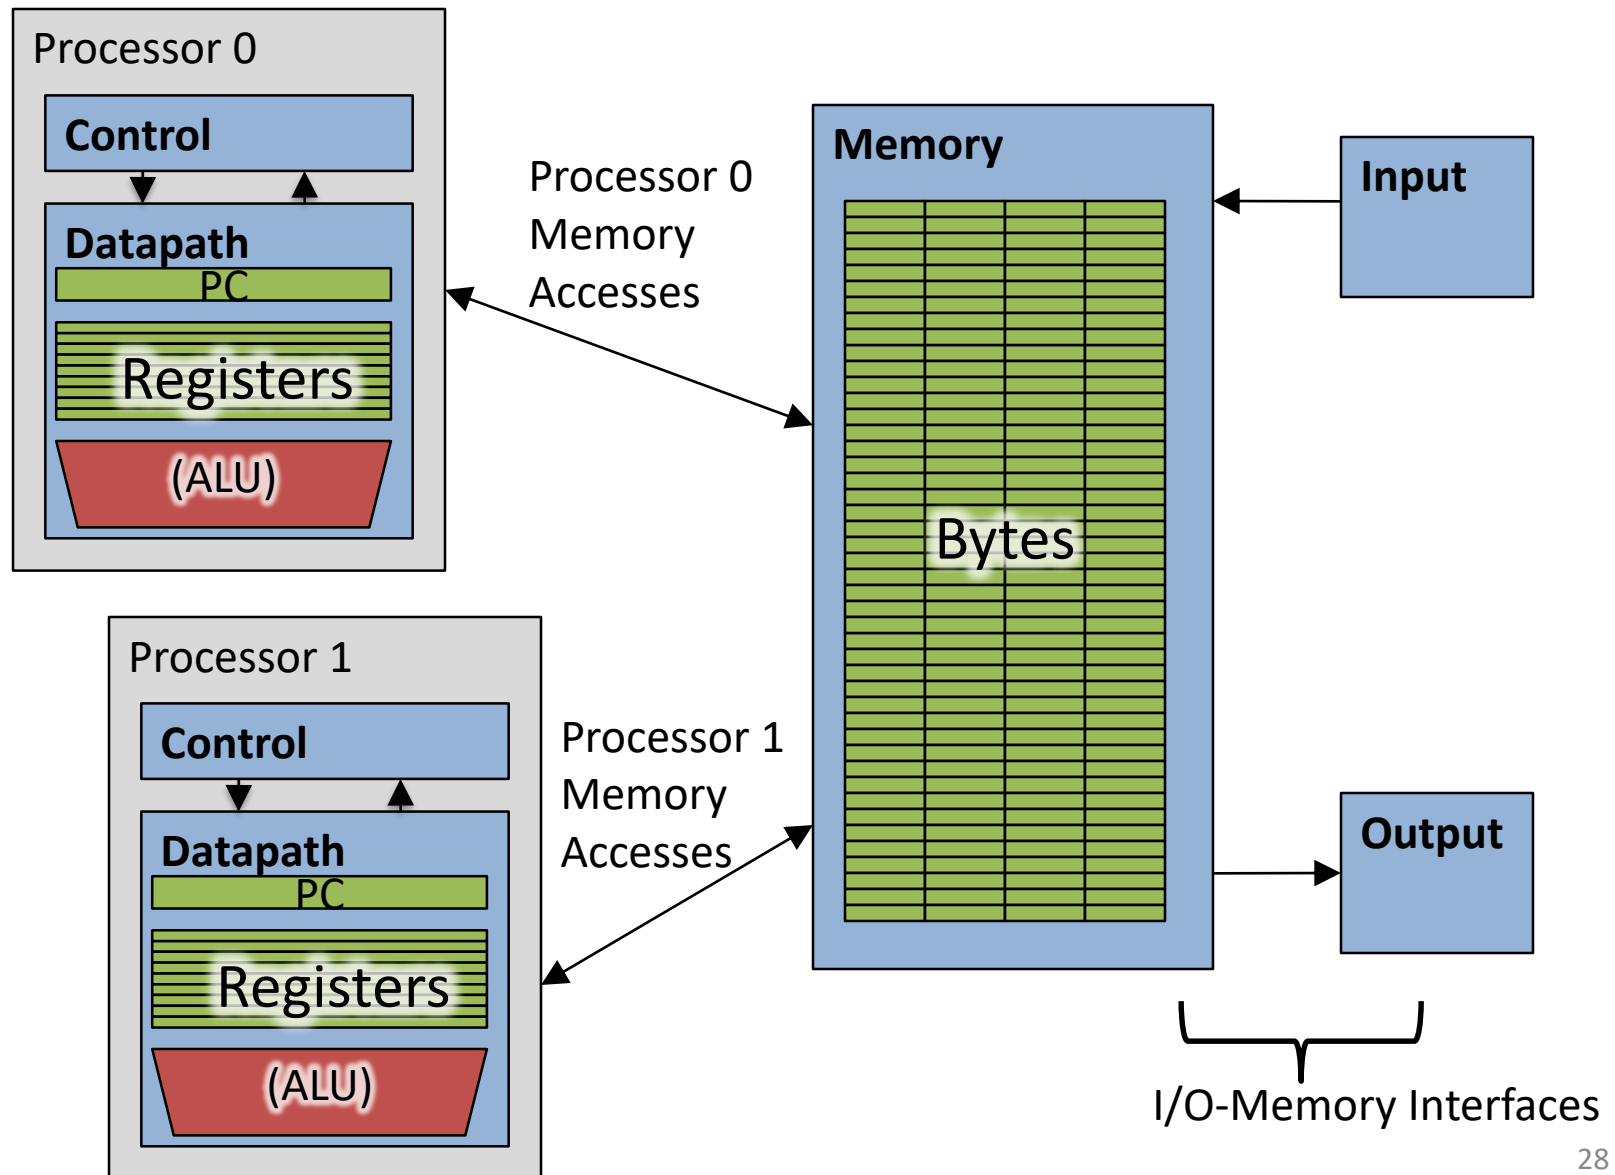 Processor 0
Control
Datapath
PC
Registers
(ALU)
Processor 0
Memory
Accesses
Processor 1
Control
Datapath
PC
Registers
(ALU)
Processor 1
Memory
Accesses
Memory
Bytes
Input
Output
I/O-Memory Interfaces
28